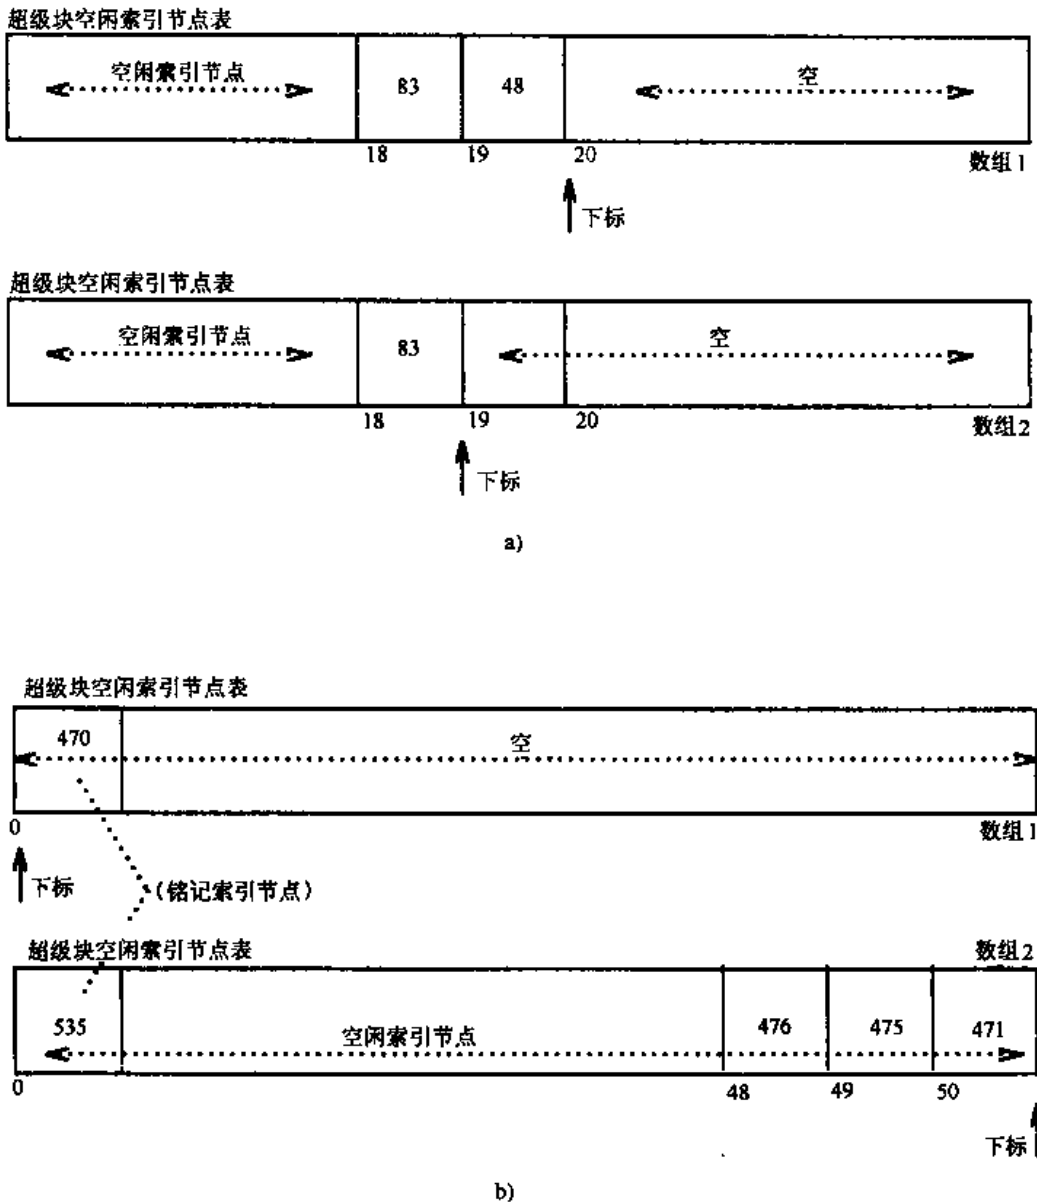 超级块空闲索引节点表
空闲索引节点
83
48
空
18
19
20
数组1
下标
超级块空闲索引节点表
空闲索引节点
83
空
18
19
20
数组2
下标
a)
超级块空闲索引节点表
470
空
0
数组1
下标
(铭记索引节点)
超级块空闲索引节点表
数组2
535
空闲索引节点
476
475
471
0
48
49
50
下标
b)